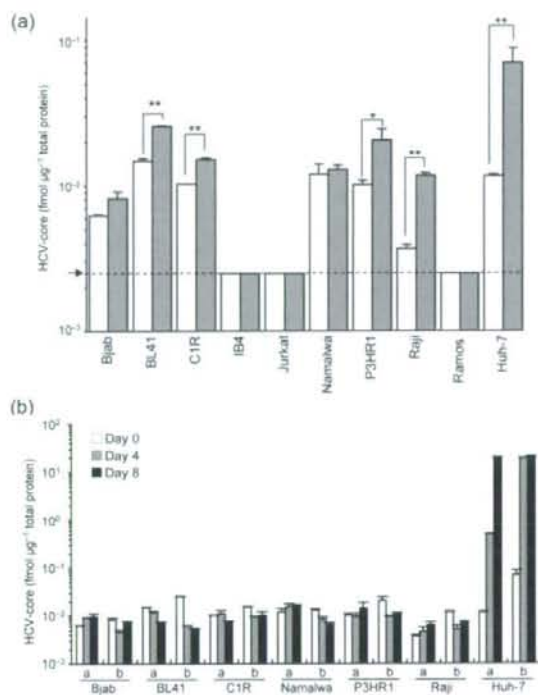 (a)
HCV-core (fmol µg⁻¹ total protein)
10⁻¹
10⁻²
10⁻³
** ** * ** **
Bjab BL41 C1R IB4 Jurkat Namalwa P3HR1 Raji Ramos Huh-7
(b)
HCV-core (fmol µg⁻¹ total protein)
10²
10¹
10⁰
10⁻¹
10⁻²
10⁻³
Day 0
Day 4
Day 8
a b a b a b a b a b a b a b
Bjab BL41 C1R Namalwa P3HR1 Raji Huh-7